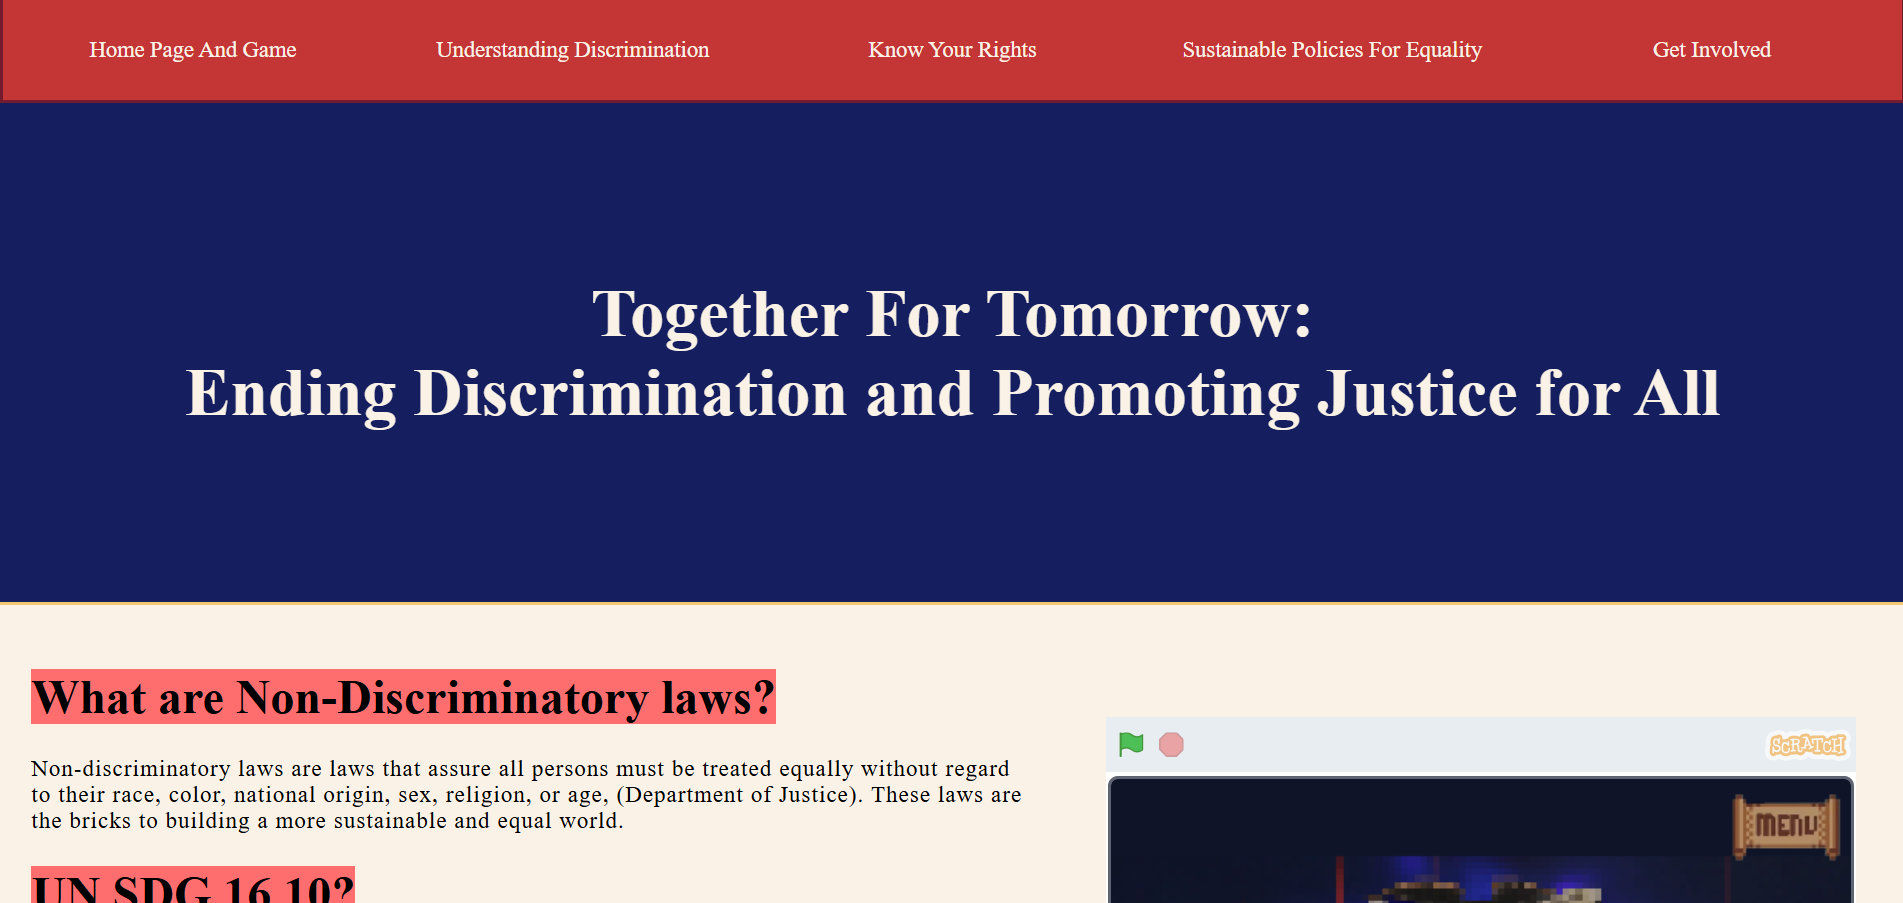 Home Page And Game
Understanding Discrimination
Know Your Rights
Sustainable Policies For Equality
Get Involved
Together For Tomorrow:
Ending Discrimination and Promoting Justice for All
What are Non-Discriminatory laws?
Non-discriminatory laws are laws that assure all persons must be treated equally without regard
to their race, color, national origin, sex, religion, or age, (Department of Justice). These laws are
the bricks to building a more sustainable and equal world.
SCRATCH
MENU
UN SDG 16.10?